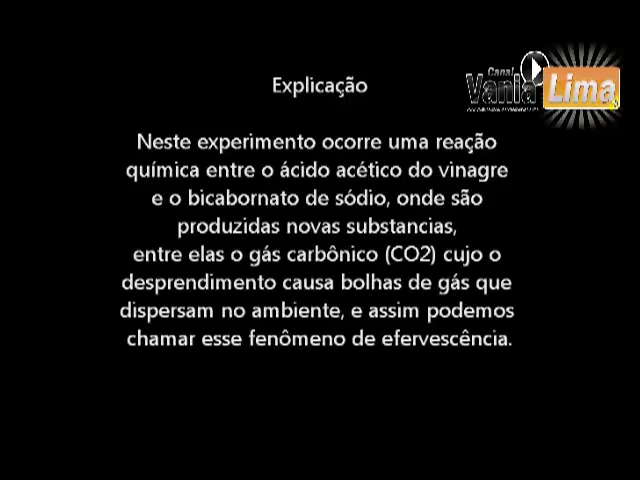 Canal
Vania Lima
Explicação
Neste experimento ocorre uma reação
química entre o ácido acético do vinagre
e o bicabornato de sódio, onde são
produzidas novas substancias,
entre elas o gás carbônico (CO2) cujo o
desprendimento causa bolhas de gás que
dispersam no ambiente, e assim podemos
chamar esse fenômeno de efervescência.